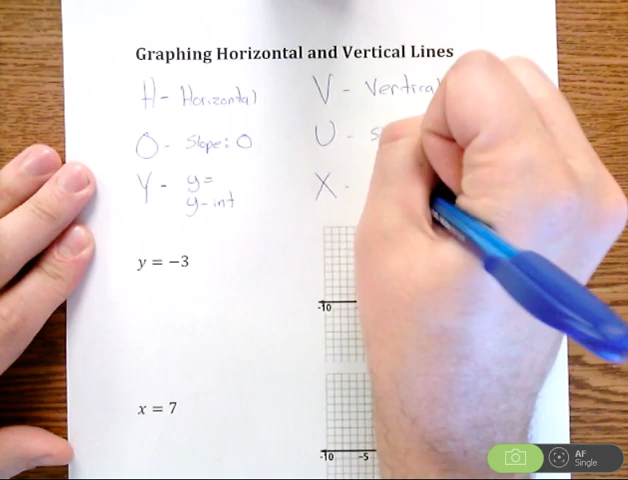 Graphing Horizontal and Vertical Lines
H - Horizontal V - Vertical
O - Slope: 0 U - S
Y - y = X -
y-int
y = −3
-10
x = 7
-10 -5
AF
Single